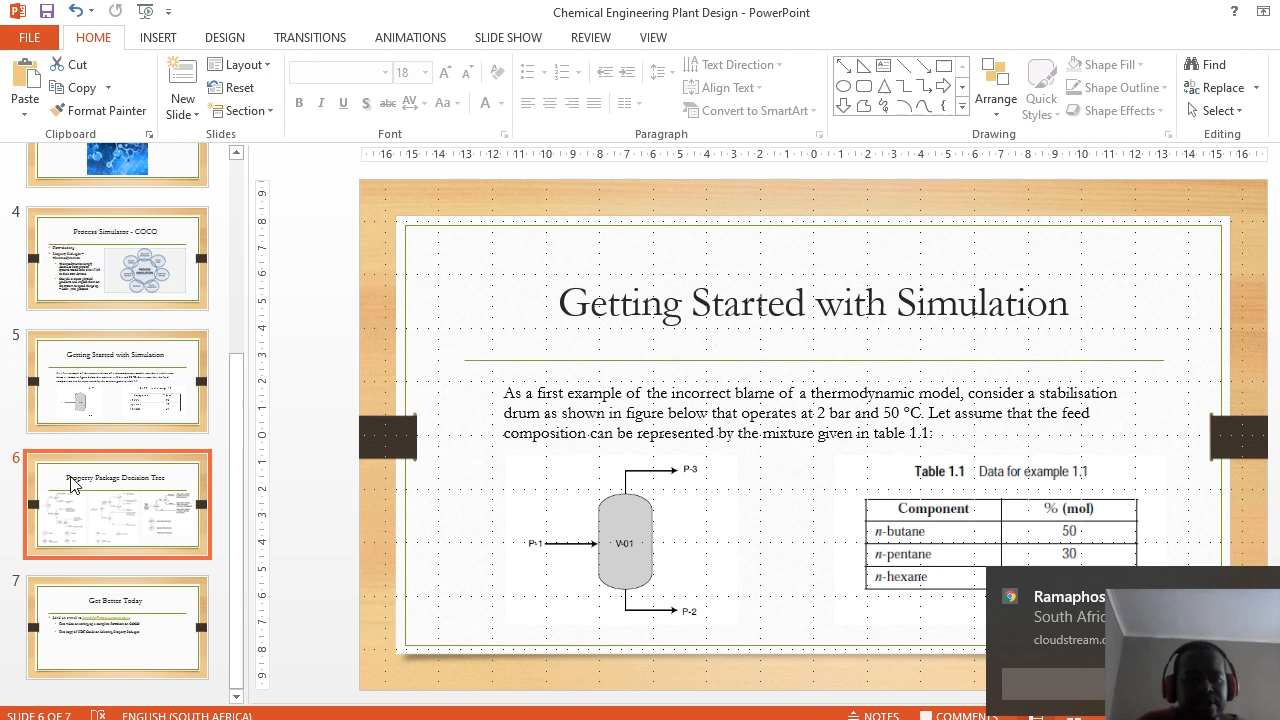 Chemical Engineering Plant Design - PowerPoint
FILE HOME INSERT DESIGN TRANSITIONS ANIMATIONS SLIDE SHOW REVIEW VIEW
Paste
Cut
Copy
Format Painter
Clipboard
New Slide
Layout
Reset
Section
Slides
18
Font
Text Direction
Align Text
Convert to SmartArt
Paragraph
Arrange
Quick Styles
Shape Fill
Shape Outline
Shape Effects
Drawing
Find
Replace
Select
Editing
4
Process Simulator - COCO
5
Getting Started with Simulation
6
Property Package Decision Tree
7
Get Better Today
Getting Started with Simulation
As a first example of the incorrect blame of a thermodynamic model, consider a stabilisation
drum as shown in figure below that operates at 2 bar and 50 °C. Let assume that the feed
composition can be represented by the mixture given in table 1.1:
P-3
P-1
V-01
P-2
Table 1.1 Data for example 1.1
Component % (mol)
n-butane 50
n-pentane 30
n-hexane
Ramaphos
South Afric
cloudstream.c
SLIDE 6 OF 7 ENGLISH (SOUTH AFRICA) NOTES COMMENTS